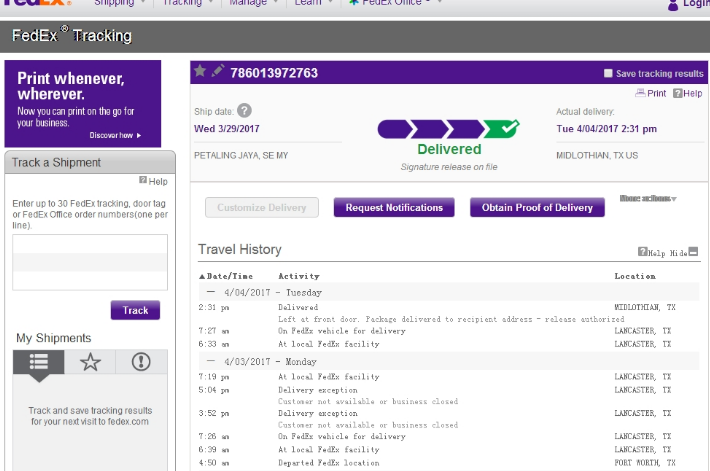 FedEx®
Shipping Tracking Manage Learn FedEx Office® Login
FedEx® Tracking
Print whenever,
wherever.
Now you can print on the go for
your business.
Discover how
Track a Shipment
Help
Enter up to 30 FedEx tracking, door tag
or FedEx Office order numbers(one per
line).
Track
My Shipments
Track and save tracking results
for your next visit to fedex.com
786013972763
Save tracking results
Print ?Help
Ship date: ?
Wed 3/29/2017
PETALING JAYA, SE MY
Delivered
Signature release on file
Actual delivery:
Tue 4/04/2017 2:31 pm
MIDLOTHIAN, TX US
Customize Delivery Request Notifications Obtain Proof of Delivery More actions
Travel History
?Help Hide
Date/Time Activity Location
— 4/04/2017 - Tuesday
2:31 pm Delivered MIDLOTHIAN, TX
Left at front door. Package delivered to recipient address - release authorized
7:27 am On FedEx vehicle for delivery LANCASTER, TX
6:33 am At local FedEx facility LANCASTER, TX
— 4/03/2017 - Monday
7:19 pm At local FedEx facility LANCASTER, TX
5:04 pm Delivery exception LANCASTER, TX
Customer not available or business closed
3:52 pm Delivery exception LANCASTER, TX
Customer not available or business closed
7:26 am On FedEx vehicle for delivery LANCASTER, TX
6:39 am At local FedEx facility LANCASTER, TX
4:50 am Departed FedEx location FORT WORTH, TX